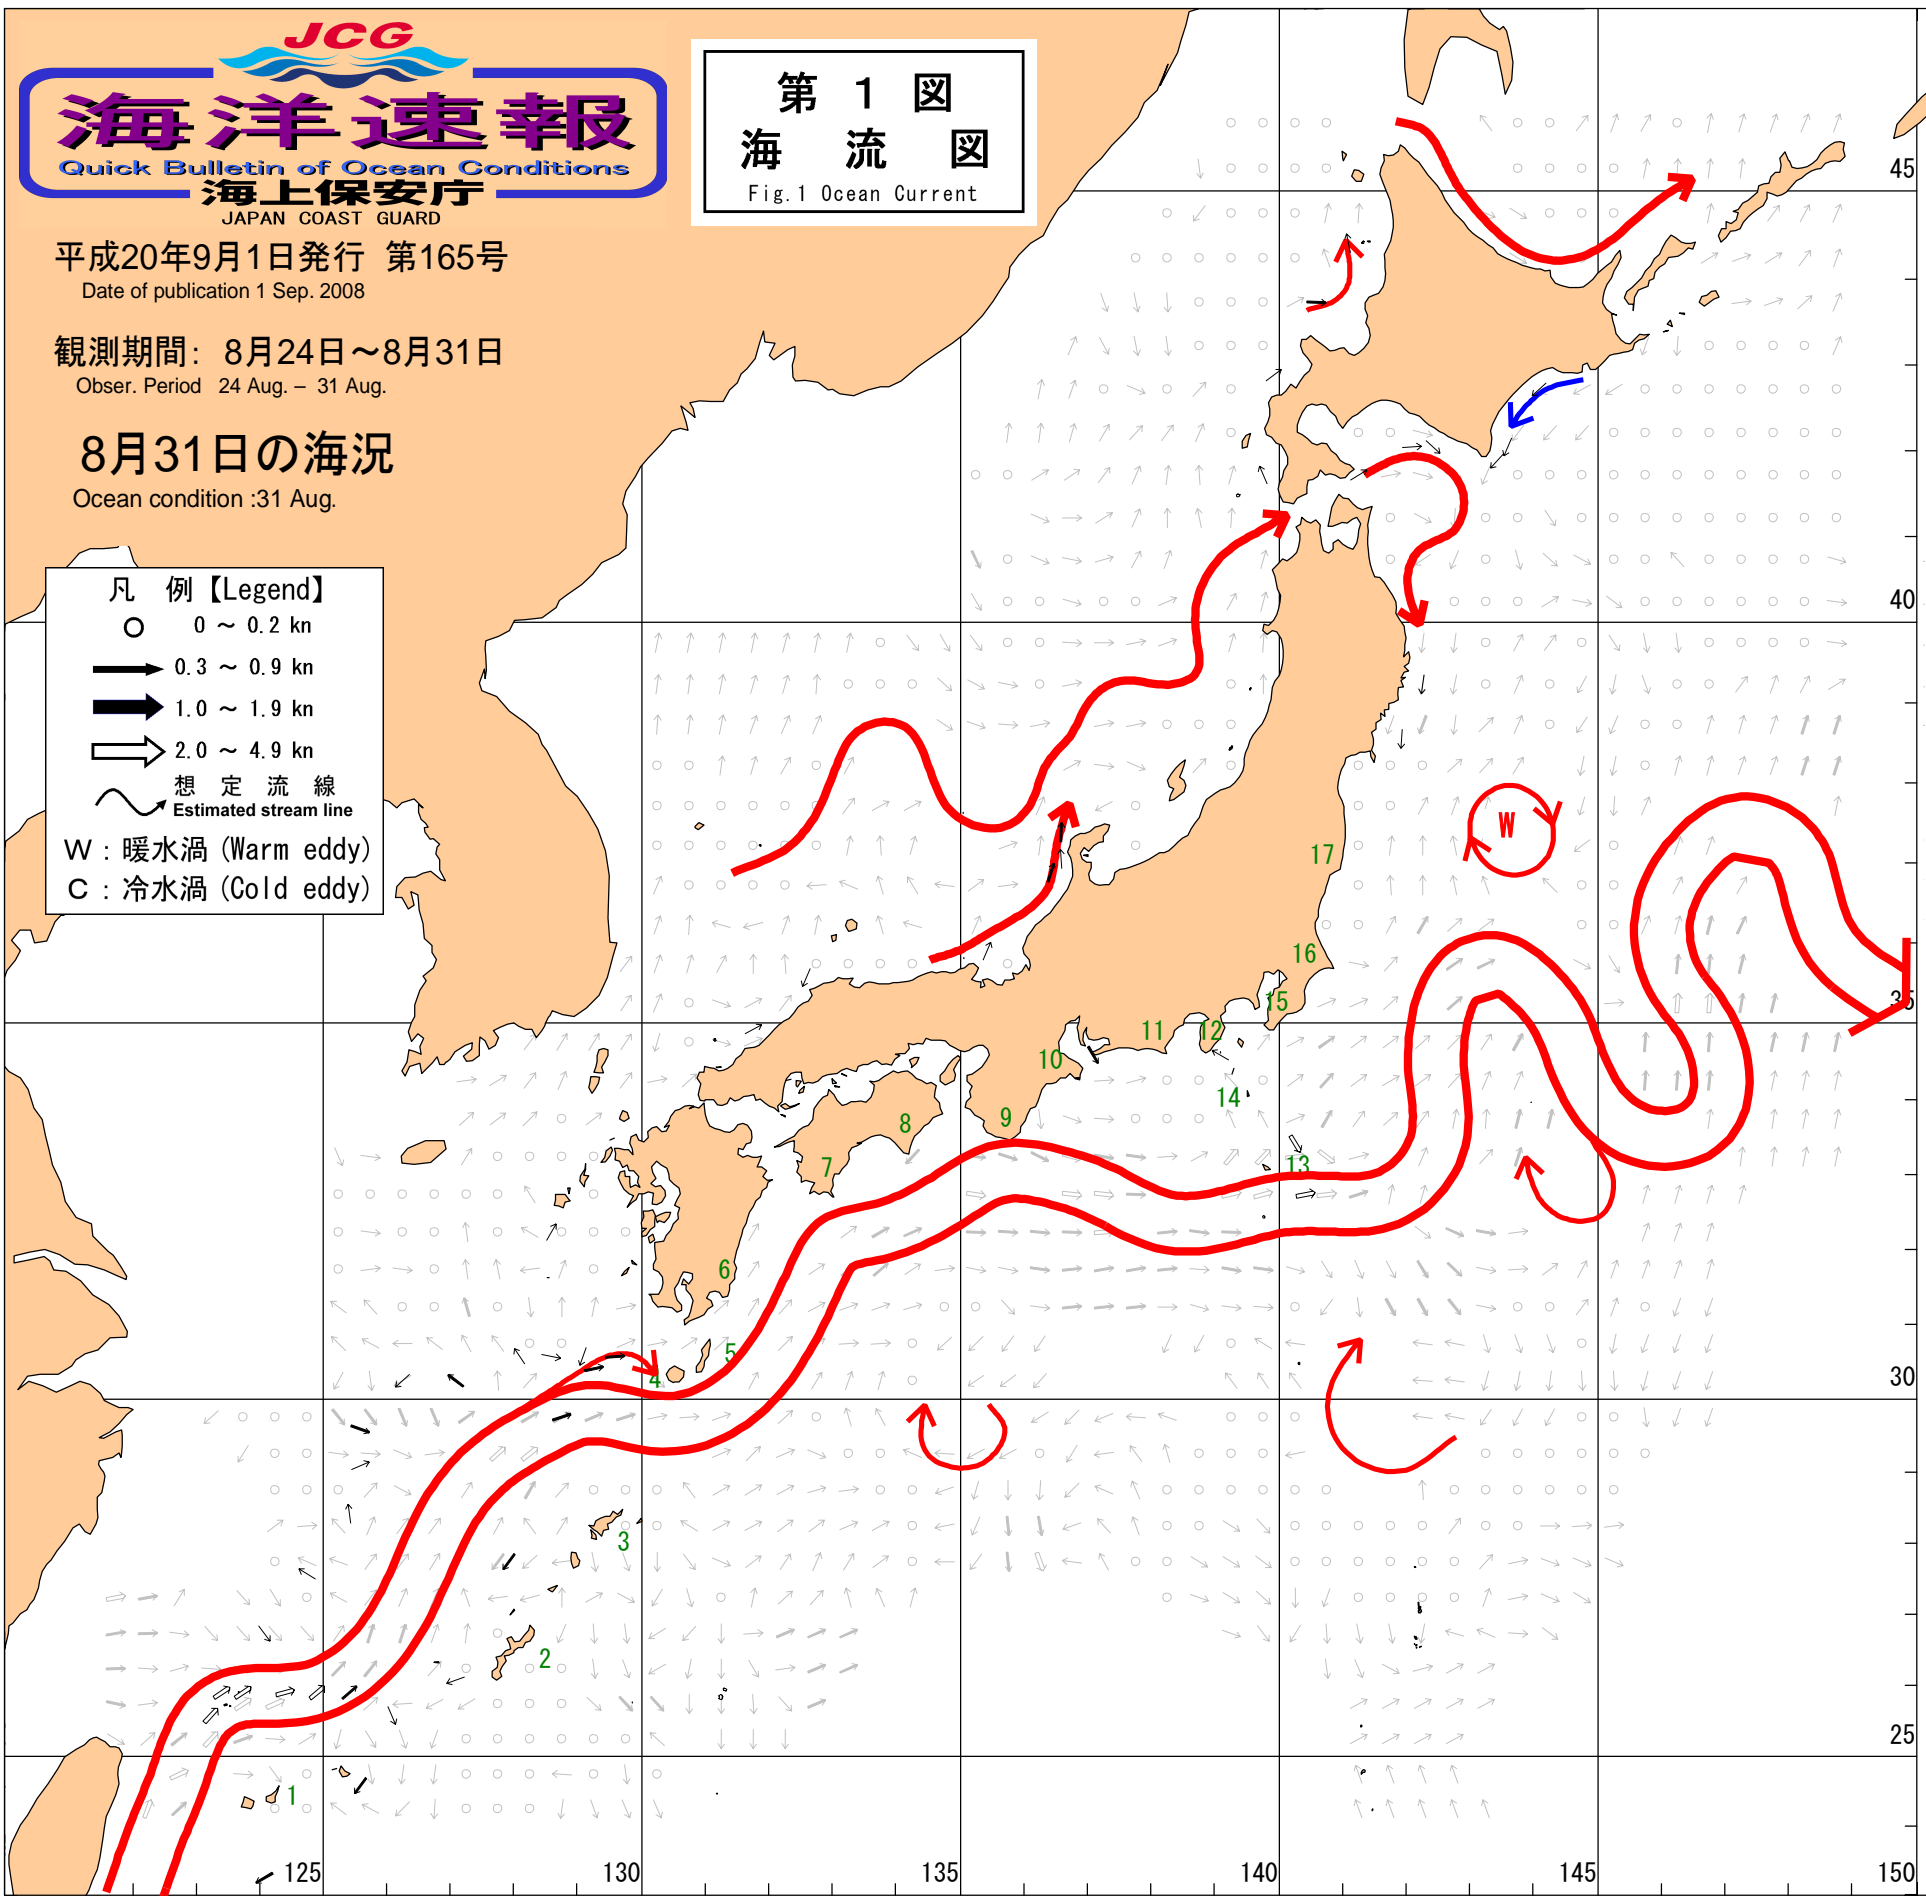 JCG
海洋速報
Quick Bulletin of Ocean Conditions
海上保安庁
JAPAN COAST GUARD
第 1 図
海 流 図
Fig.1 Ocean Current
平成20年9月1日発行 第165号
Date of publication 1 Sep. 2008
観測期間: 8月24日～8月31日
Obser. Period 24 Aug. – 31 Aug.
8月31日の海況
Ocean condition :31 Aug.
凡 例【Legend】
0 ～ 0.2 kn
0.3 ～ 0.9 kn
1.0 ～ 1.9 kn
2.0 ～ 4.9 kn
想 定 流 線
Estimated stream line
W : 暖水渦 (Warm eddy)
C : 冷水渦 (Cold eddy)
45
40
W
17
16
15
35
11
12
10
14
9
8
7
13
6
5
4
30
3
2
25
1
125
130
135
140
145
150